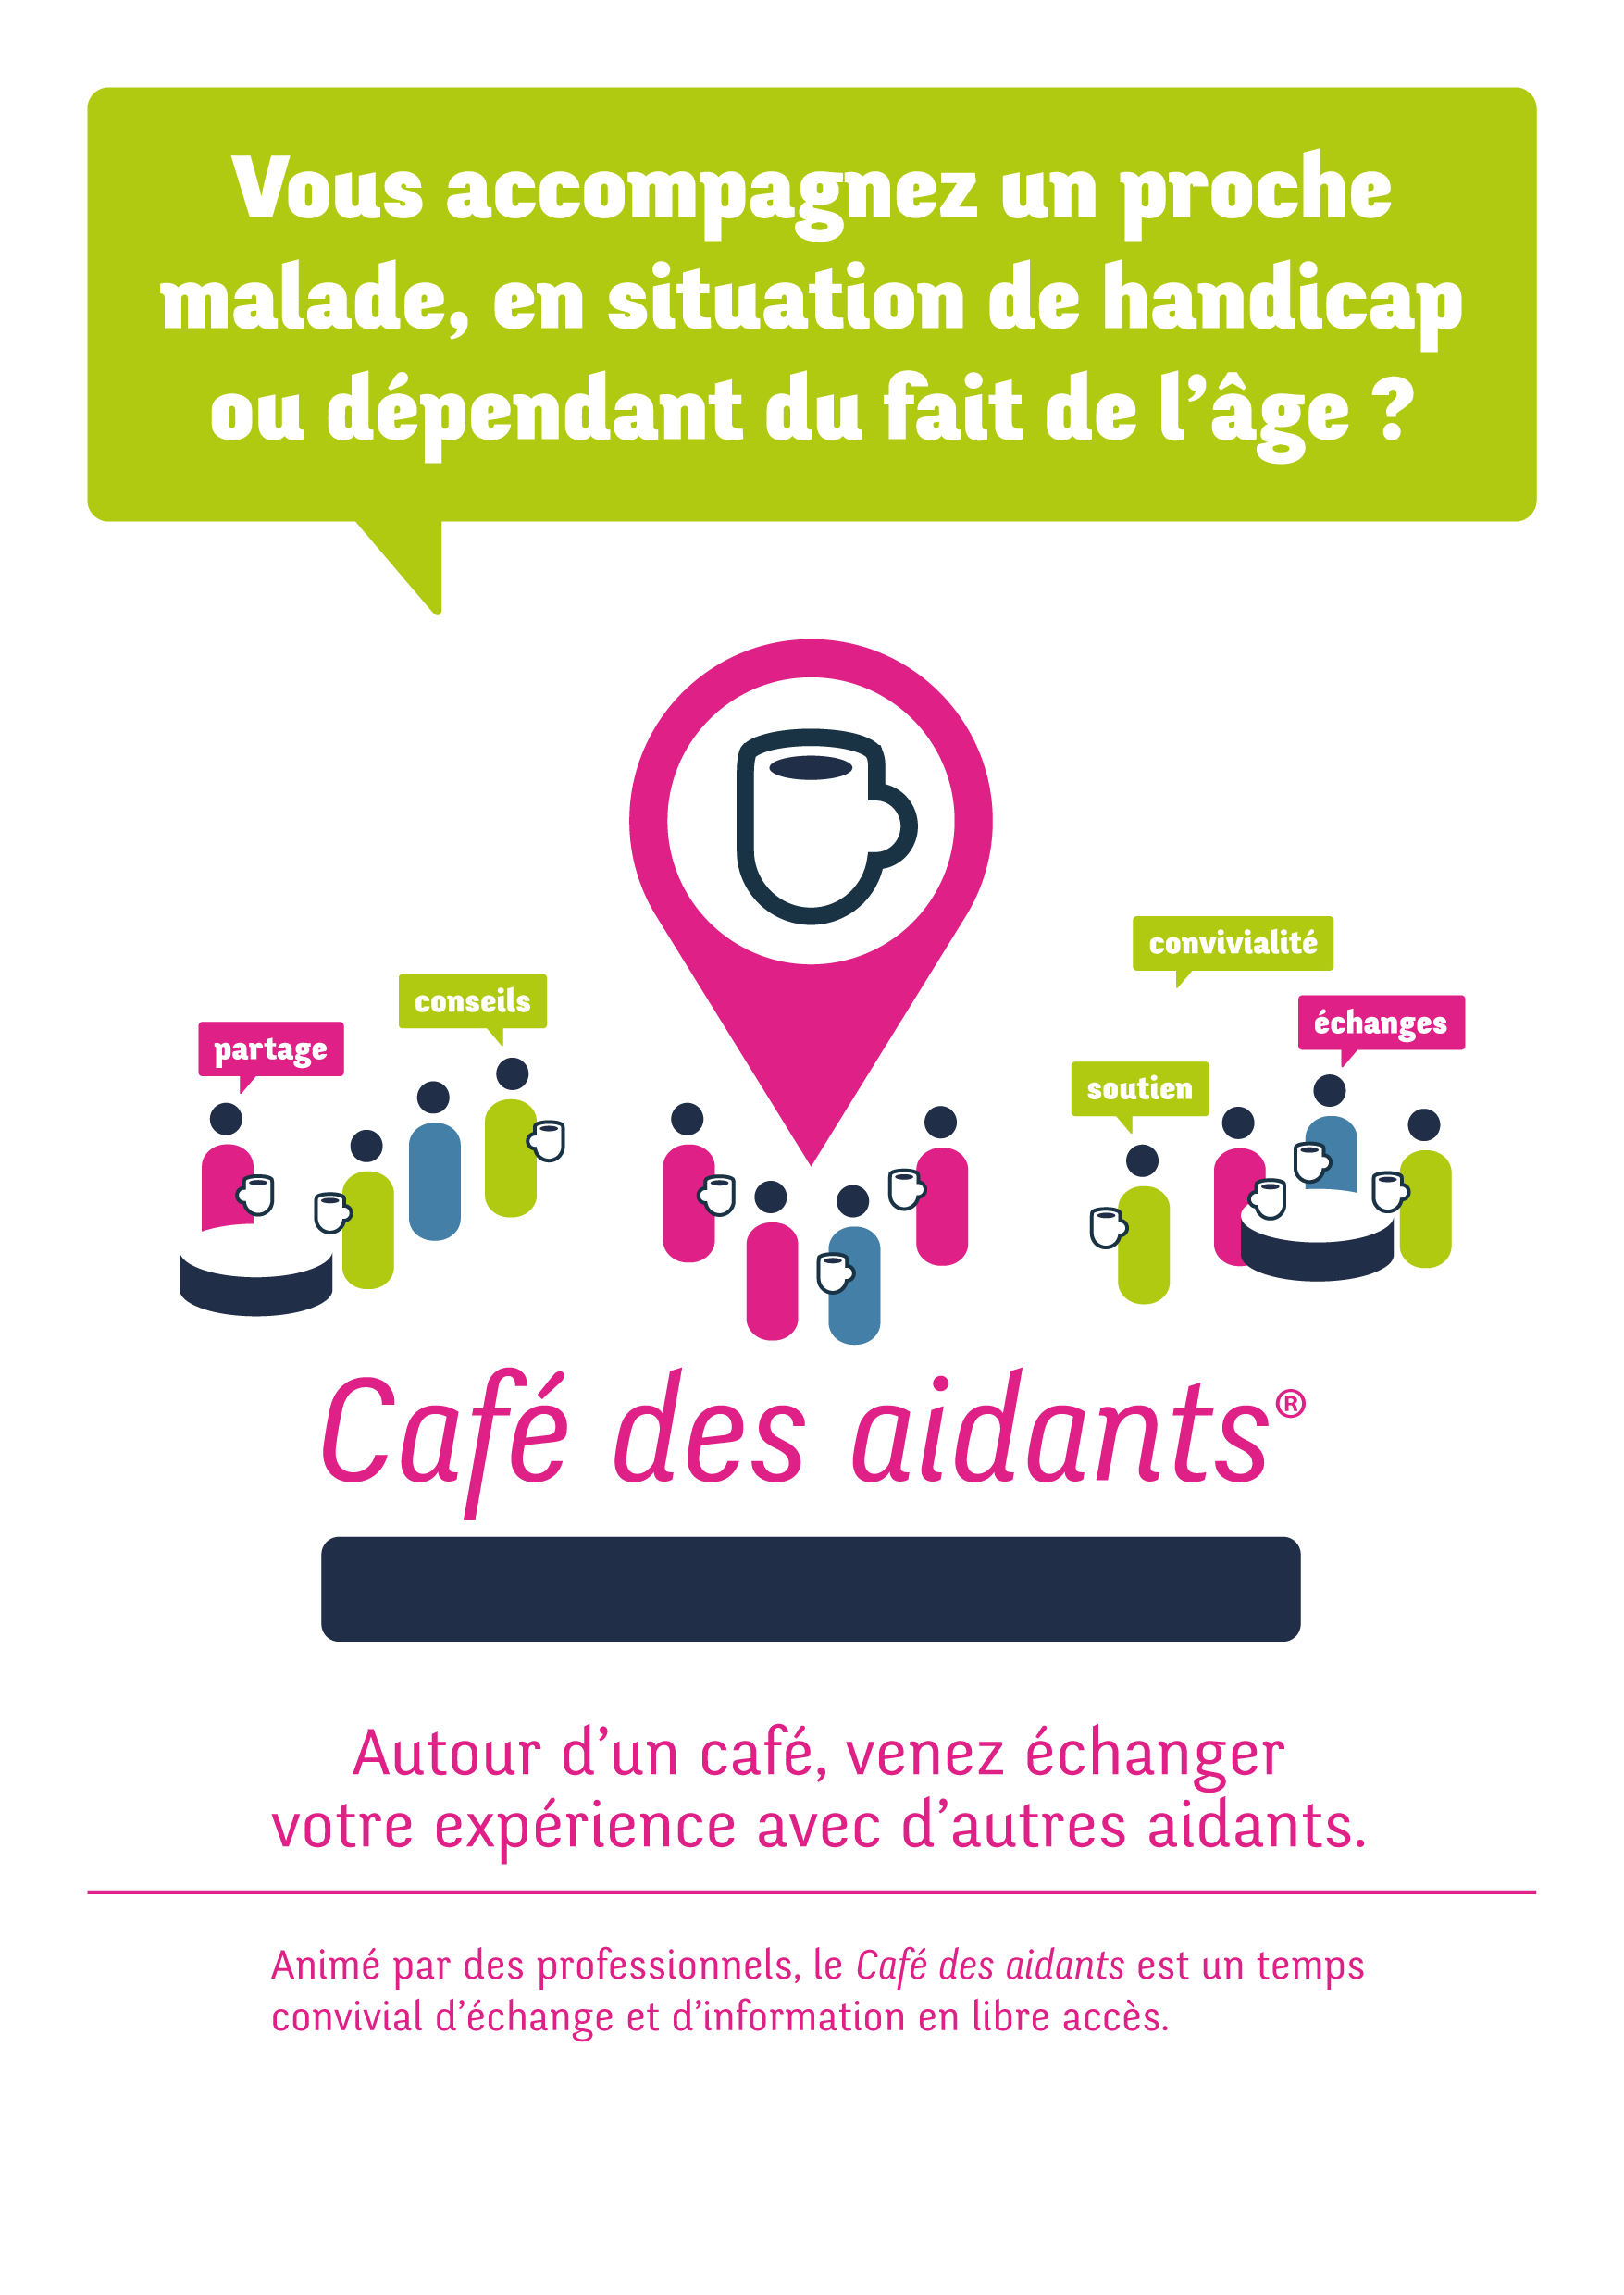 Vous accompagnez un proche
malade, en situation de handicap
ou dépendant du fait de l’âge ?
convivialité
conseils
échanges
partage
soutien
Café des aidants®
Autour d’un café, venez échanger
votre expérience avec d’autres aidants.
Animé par des professionnels, le Café des aidants est un temps
convivial d’échange et d’information en libre accès.